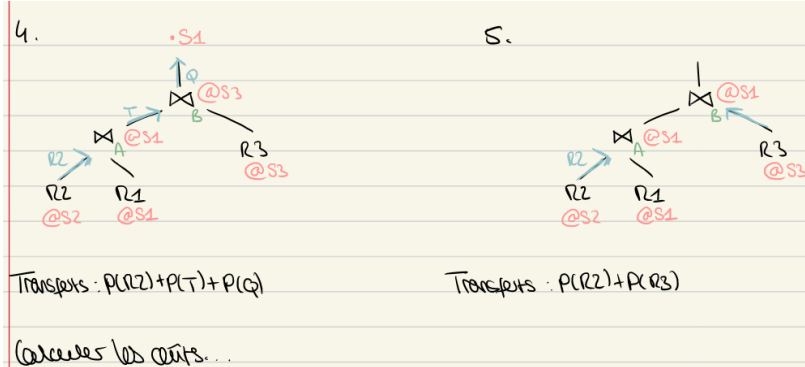 4.
• S1
Q
⋈ @S3
B
T
⋈ @S1
A
R2
R3
@S3
R2 R1
@S2 @S1
Transferts : P(R2)+P(T)+P(Q)
Calculer les coûts...
5.
⋈ @S1
B
⋈ @S1
A
R2
R3
@S3
R2 R1
@S2 @S1
Transferts : P(R2)+P(R3)